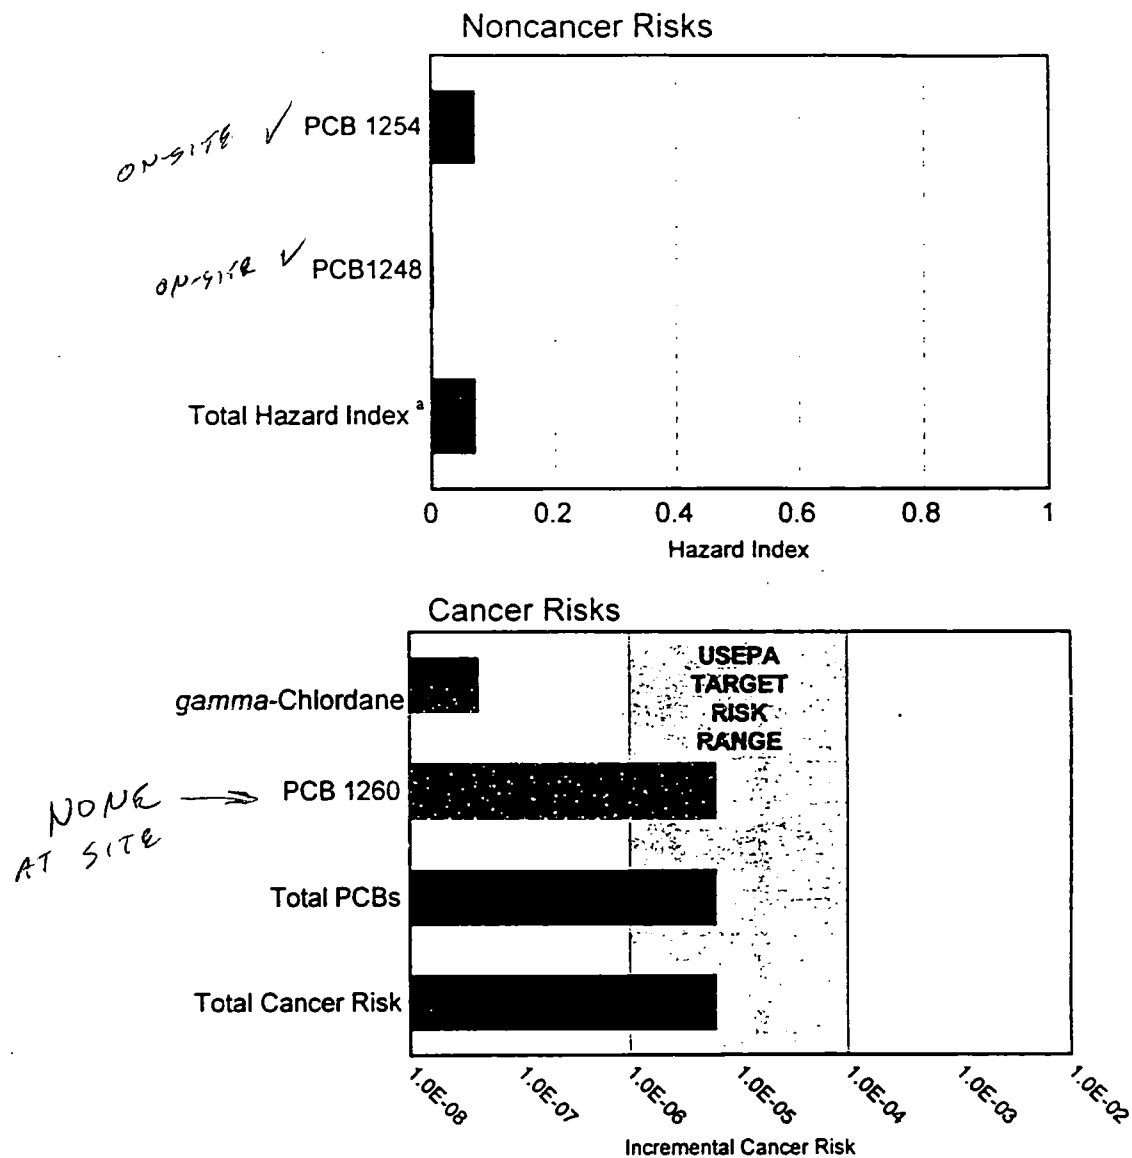 Noncancer Risks
ON-SITE ✓ PCB 1254
ON-SITE ✓ PCB1248
Total Hazard Index a
0 0.2 0.4 0.6 0.8 1
Hazard Index
Cancer Risks
USEPA
TARGET
RISK
RANGE
gamma-Chlordane
NONE → PCB 1260
AT SITE
Total PCBs
Total Cancer Risk
1.0E-08 1.0E-07 1.0E-06 1.0E-05 1.0E-04 1.0E-03 1.0E-02
Incremental Cancer Risk